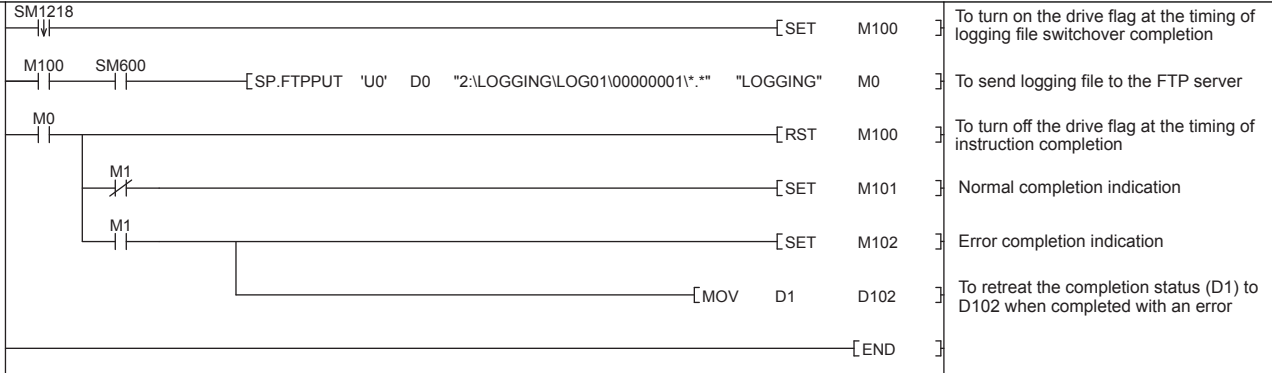 SM1218
[SET M100 ] To turn on the drive flag at the timing of
logging file switchover completion
M100 SM600
[SP.FTPPUT 'U0' D0 "2:\LOGGING\LOG01\00000001\*.*" "LOGGING" M0 ] To send logging file to the FTP server
M0
[RST M100 ] To turn off the drive flag at the timing of
instruction completion
M1
[SET M101 ] Normal completion indication
M1
[SET M102 ] Error completion indication
[MOV D1 D102 ] To retreat the completion status (D1) to
D102 when completed with an error
[END ]